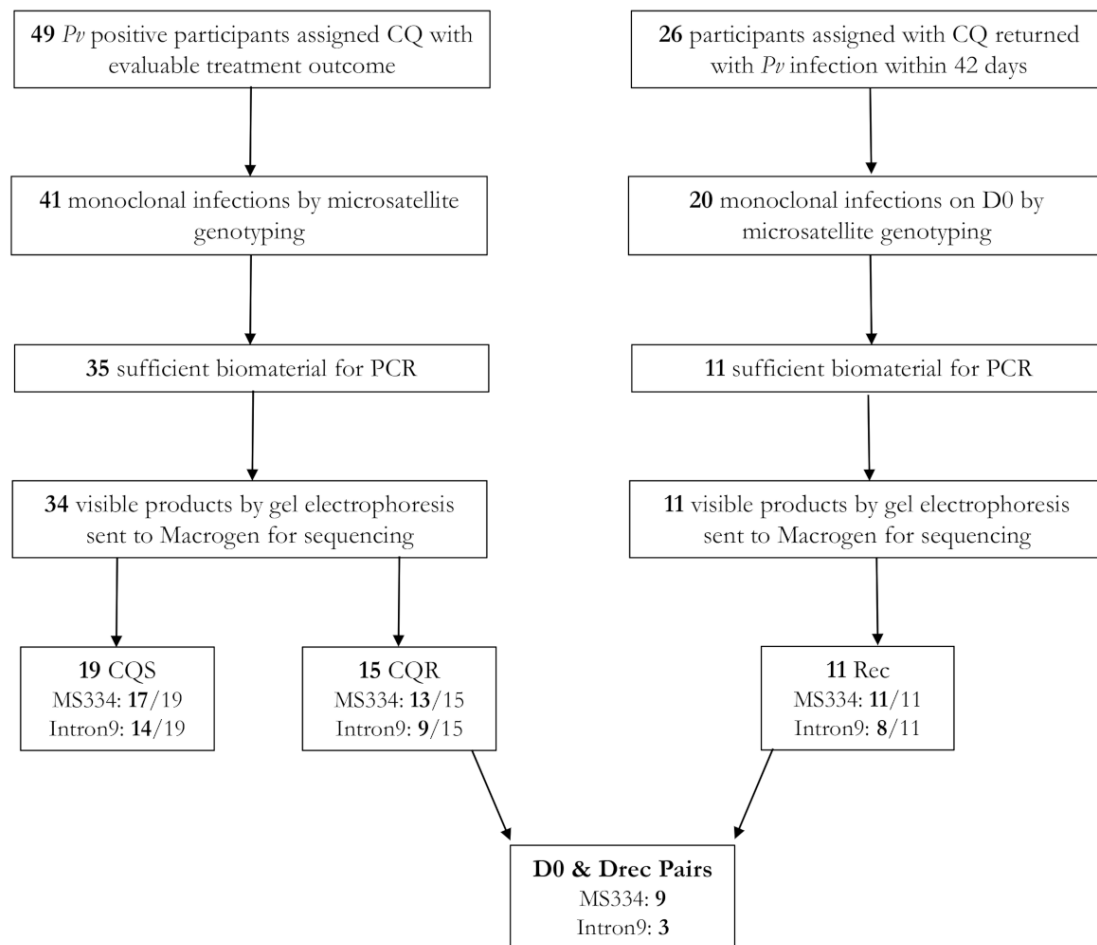 49 Pv positive participants assigned CQ with
evaluable treatment outcome
26 participants assigned with CQ returned
with Pv infection within 42 days
41 monoclonal infections by microsatellite
genotyping
20 monoclonal infections on D0 by
microsatellite genotyping
35 sufficient biomaterial for PCR
11 sufficient biomaterial for PCR
34 visible products by gel electrophoresis
sent to Macrogen for sequencing
11 visible products by gel electrophoresis
sent to Macrogen for sequencing
19 CQS
MS334: 17/19
Intron9: 14/19
15 CQR
MS334: 13/15
Intron9: 9/15
11 Rec
MS334: 11/11
Intron9: 8/11
D0 & Drec Pairs
MS334: 9
Intron9: 3